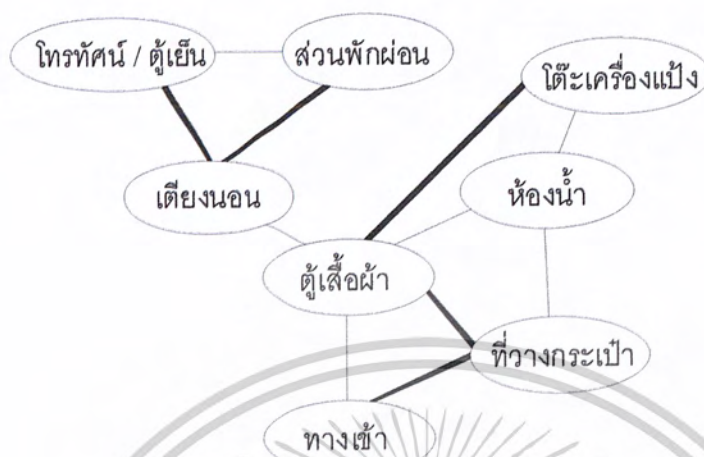 โทรทัศน์ / ตู้เย็น
ส่วนพักผ่อน
โต๊ะเครื่องแป้ง
เตียงนอน
ห้องน้ำ
ตู้เสื้อผ้า
ที่วางกระเป๋า
ทางเข้า